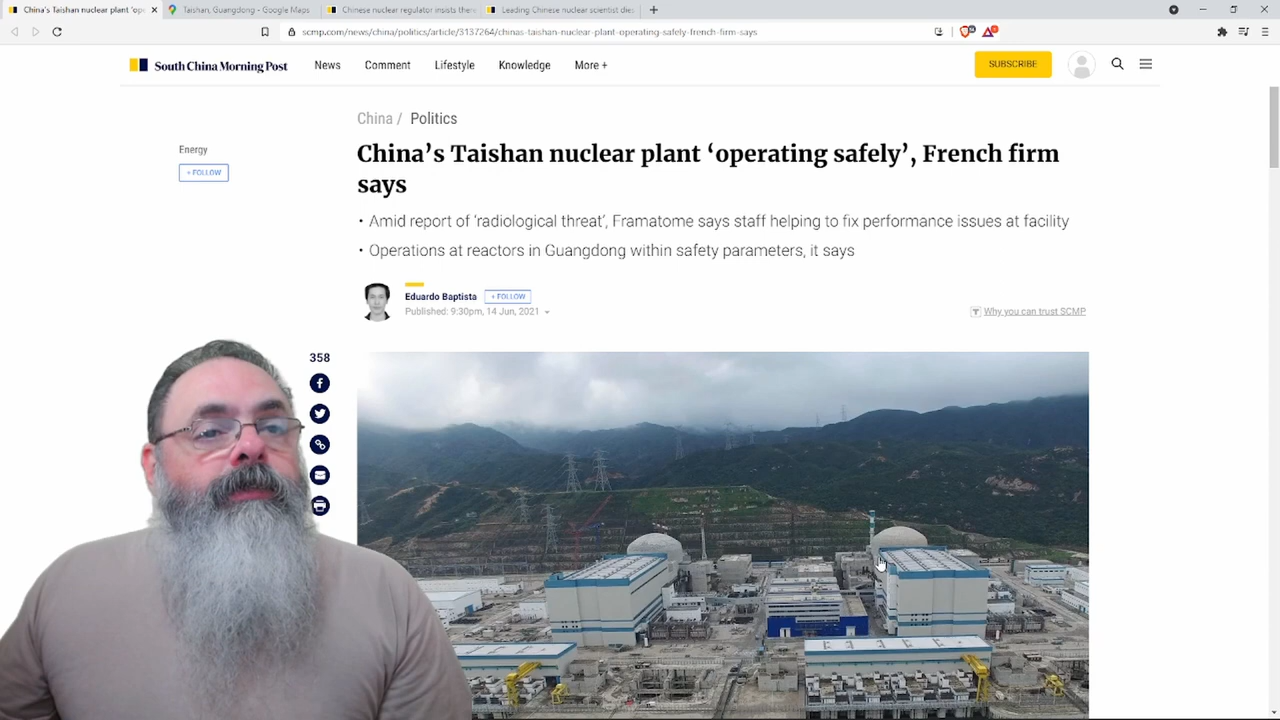 China's Taishan nuclear plant 'ope
Taishan, Guangdong - Google Maps
Chinese nuclear regulator insists ther
Leading Chinese nuclear scientist dies
scmp.com/news/china/politics/article/3137264/chinas-taishan-nuclear-plant-operating-safely-french-firm-says
South China Morning Post
News
Comment
Lifestyle
Knowledge
More +
SUBSCRIBE
China / Politics
Energy
+ FOLLOW
China's Taishan nuclear plant ‘operating safely’, French firm
says
• Amid report of ‘radiological threat’, Framatome says staff helping to fix performance issues at facility
• Operations at reactors in Guangdong within safety parameters, it says
Eduardo Baptista
+ FOLLOW
Published: 9:30pm, 14 Jun, 2021
Why you can trust SCMP
358